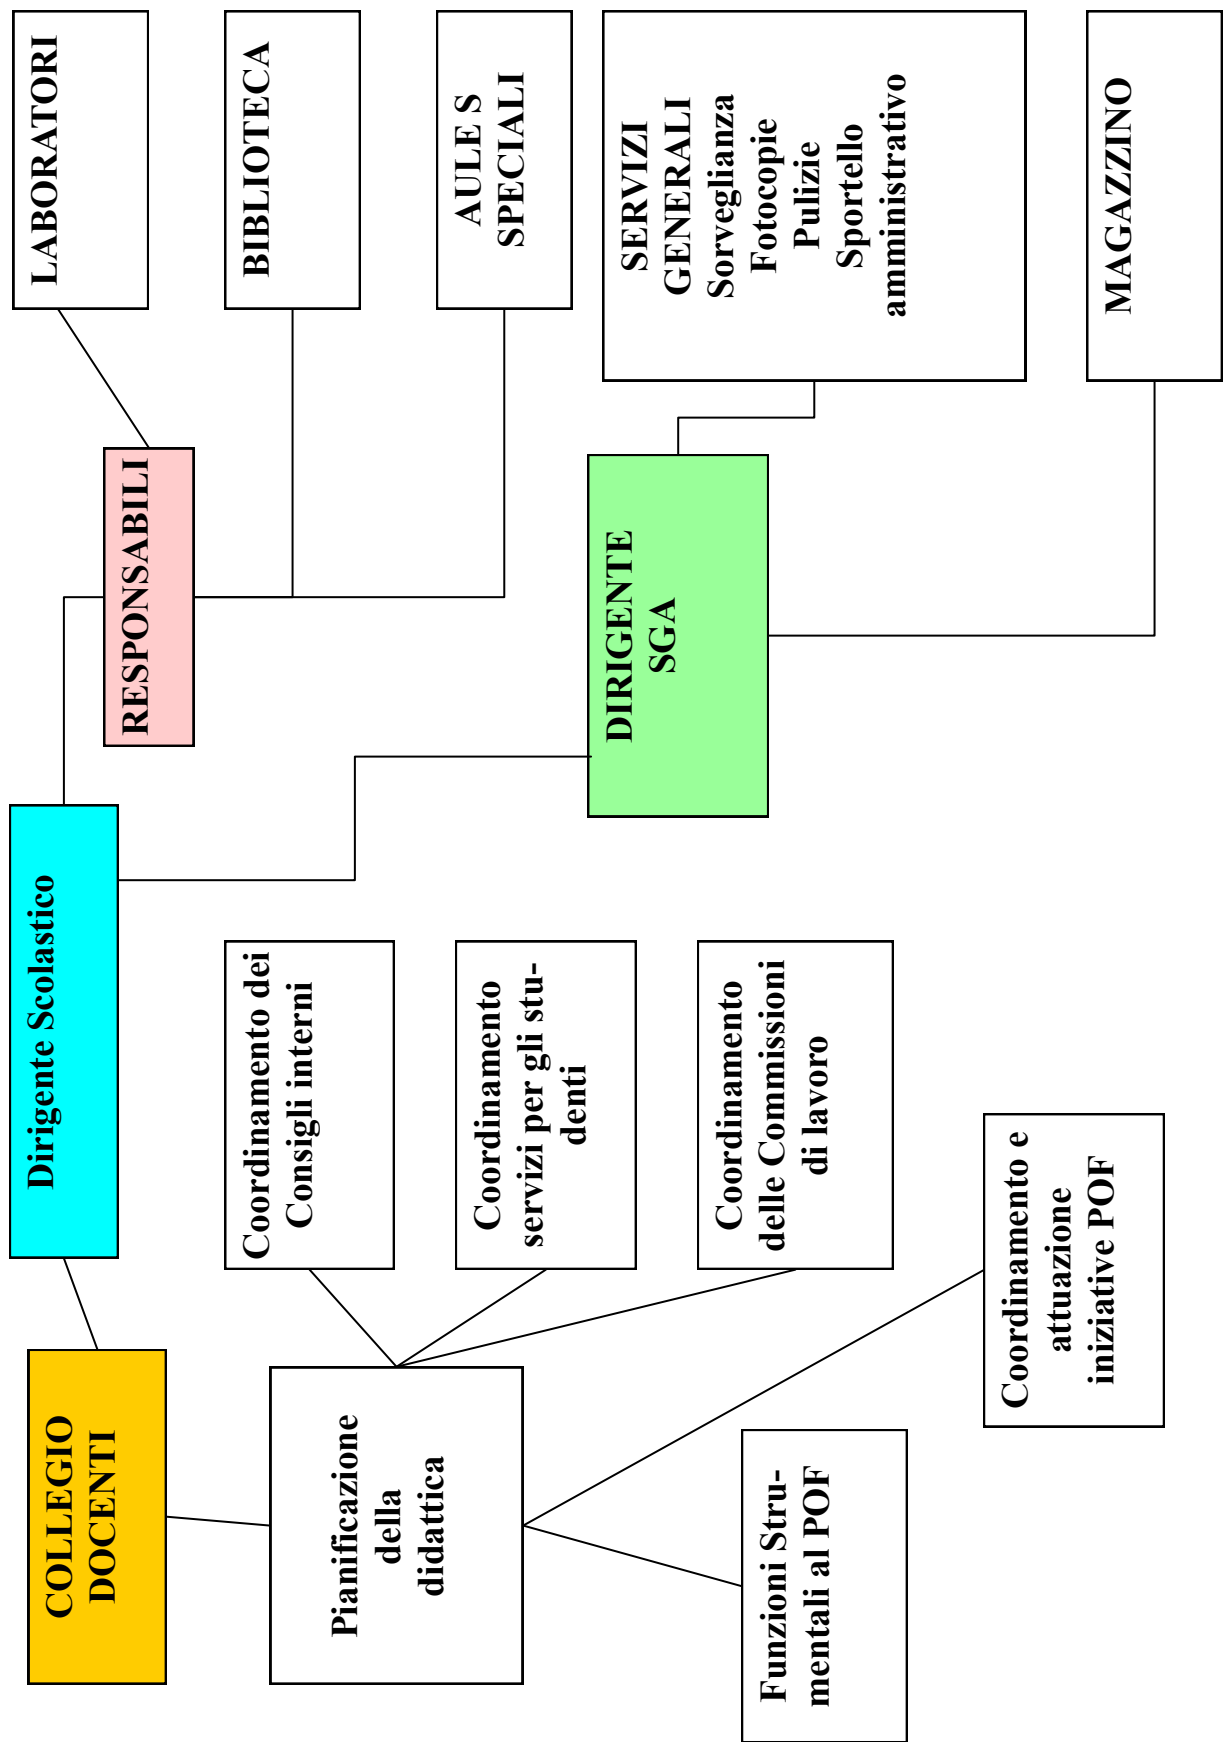 Dirigente Scolastico
COLLEGIO
DOCENTI
RESPONSABILI
LABORATORI
Pianificazione
della
didattica
Coordinamento dei
Consigli interni
BIBLIOTECA
Coordinamento
servizi per gli stu-
denti
AULE S
SPECIALI
DIRIGENTE
SGA
SERVIZI
GENERALI
Sorveglianza
Fotocopie
Pulizie
Sportello
amministrativo
Coordinamento
delle Commissioni
di lavoro
Funzioni Stru-
mentali al POF
Coordinamento e
attuazione
iniziative POF
MAGAZZINO